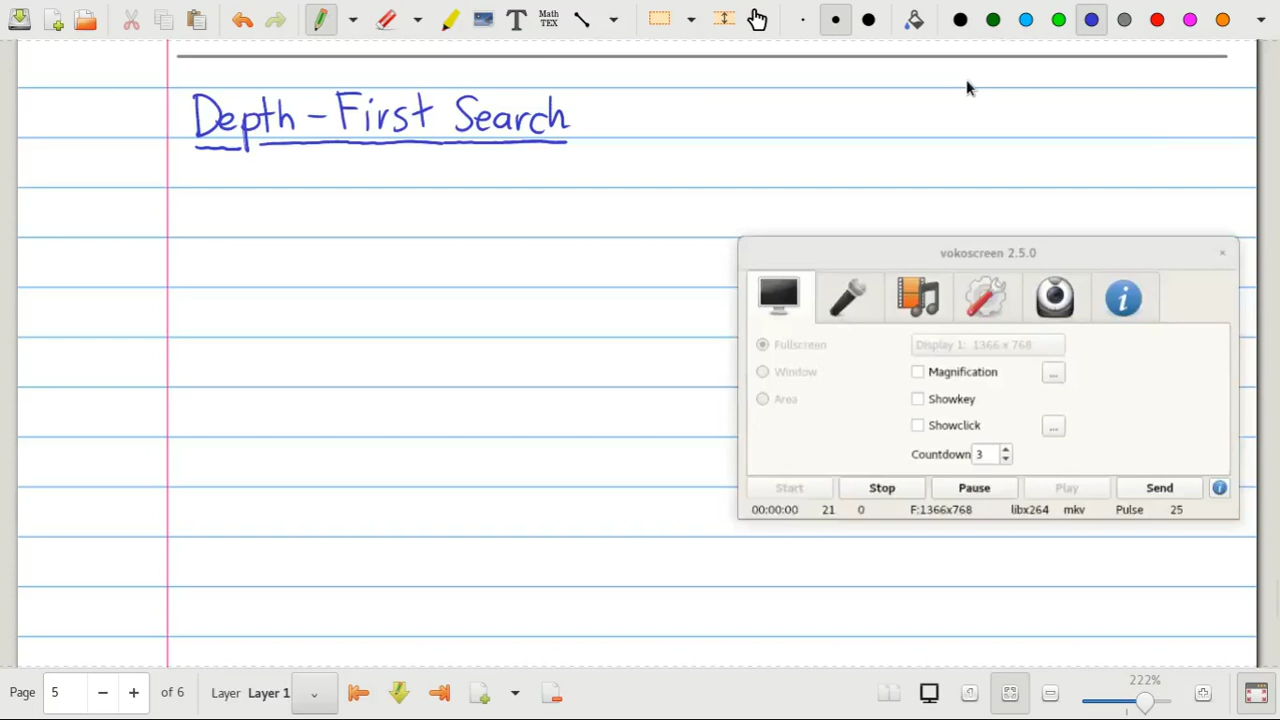 Math
TEX
Depth-First Search
vokoscreen 2.5.0
Fullscreen
Display 1: 1366 x 768
Window
Magnification
...
Area
Showkey
Showclick
...
Countdown 3
Start
Stop
Pause
Play
Send
00:00:00
21
0
F:1366x768
libx264
mkv
Pulse
25
Page
5
of 6
Layer
Layer 1
222%